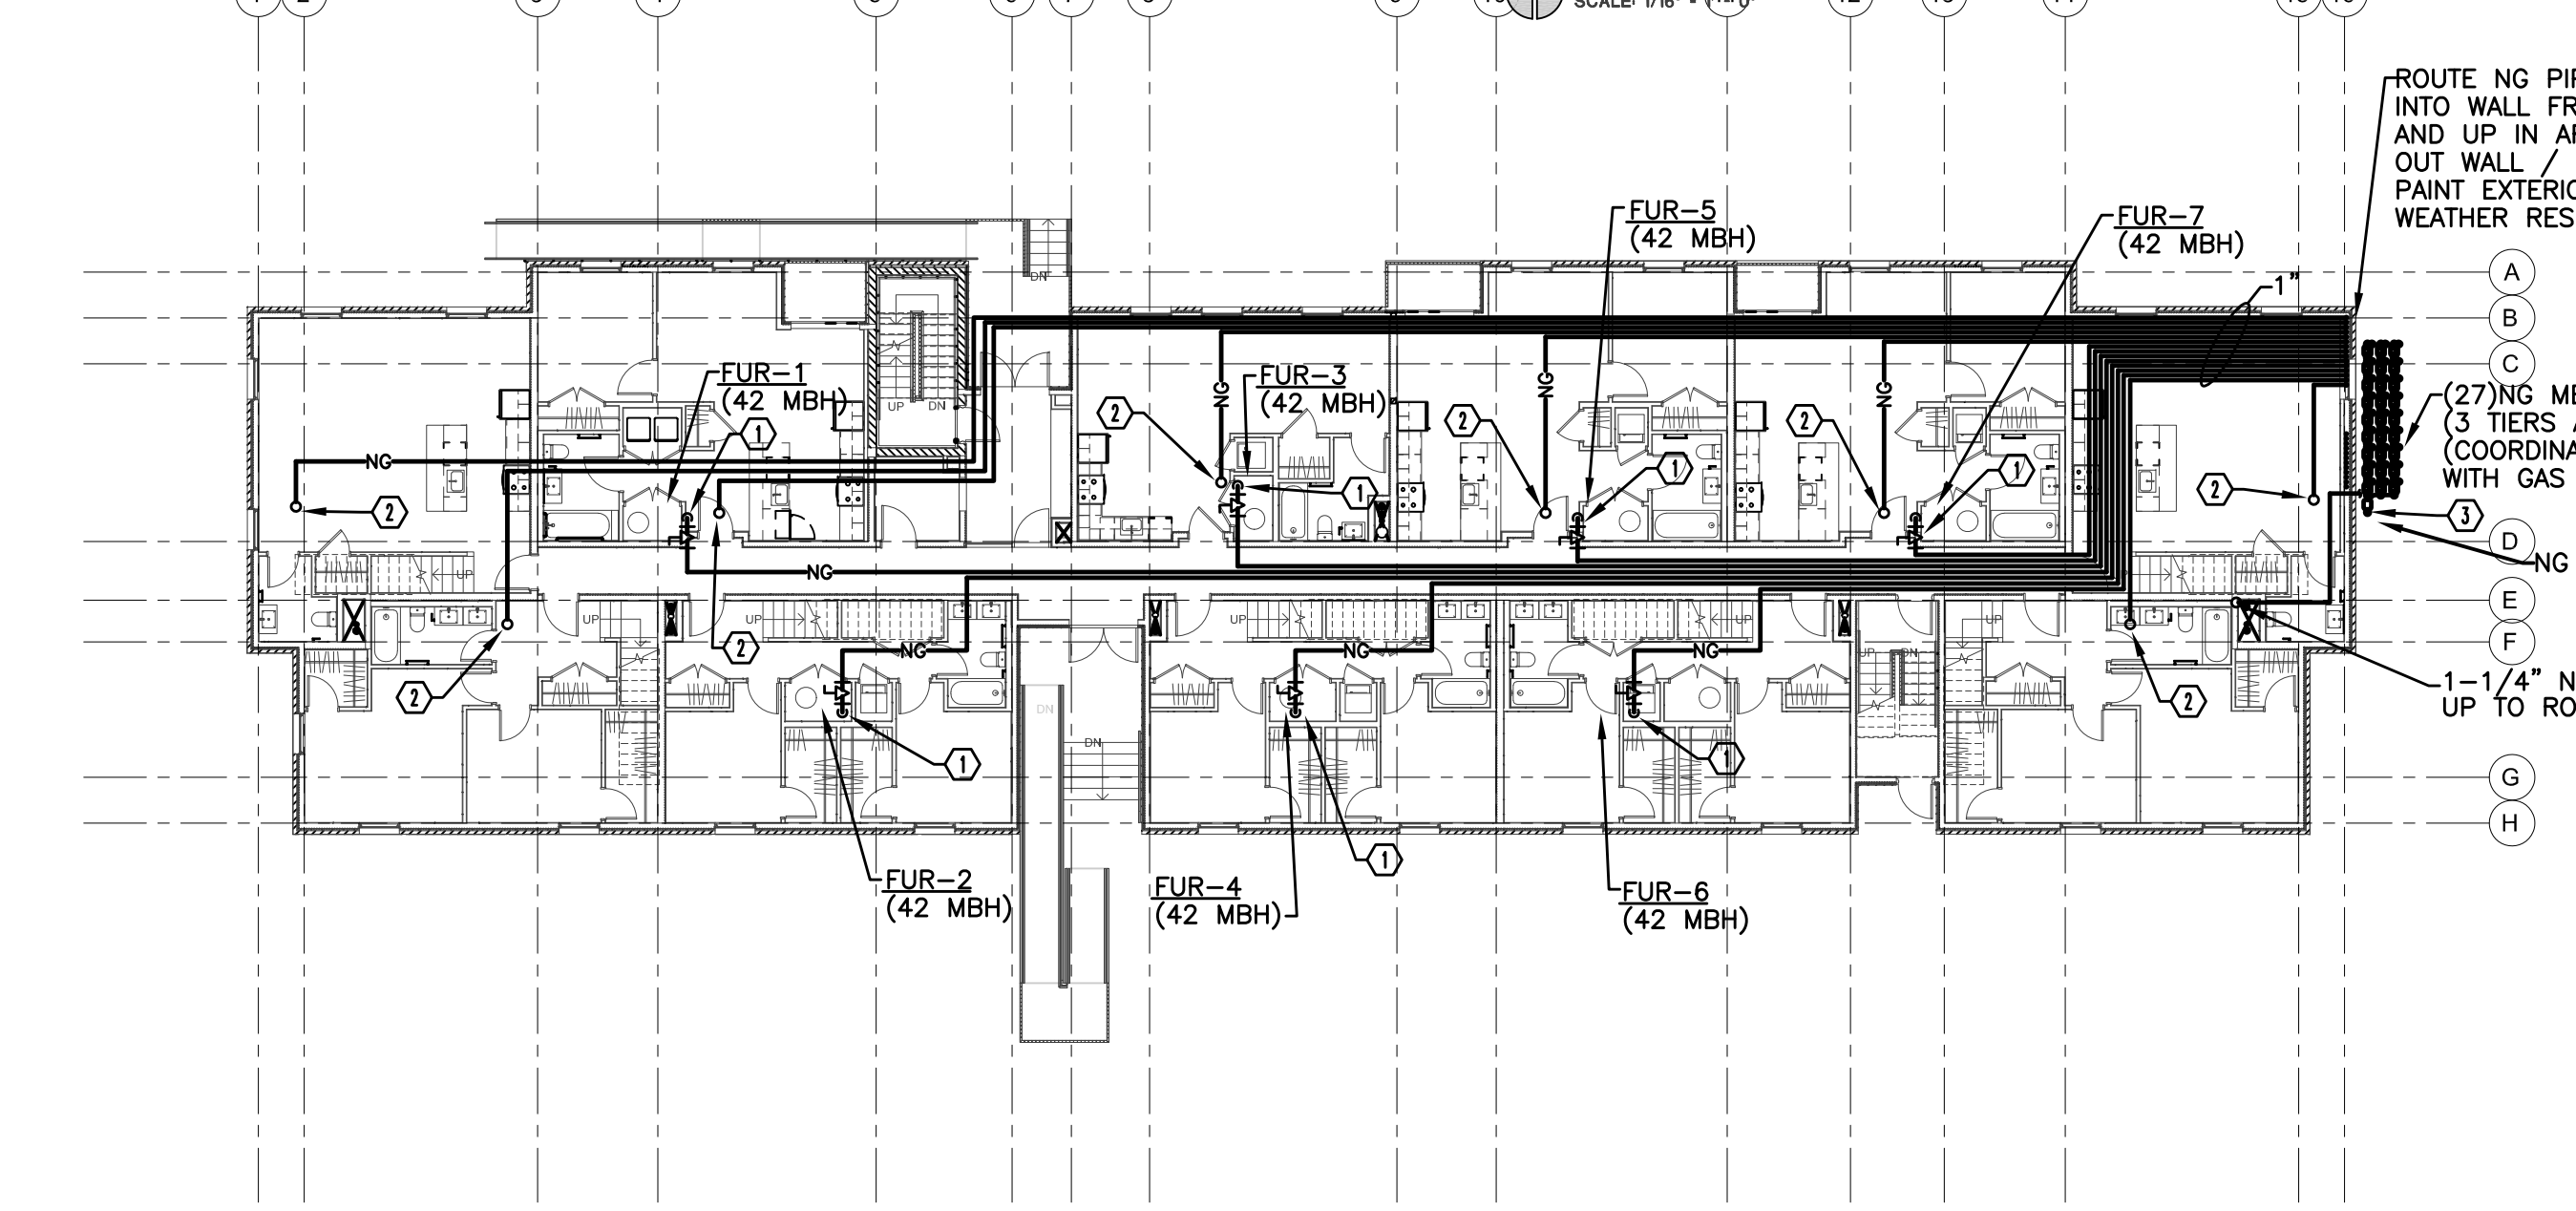 SCALE: 1/16" = 1'-0"
ROUTE NG PIP
INTO WALL FR
AND UP IN
OUT WALL /
PAINT EXTERIO
WEATHER RES
FUR-5
(42 MBH)
FUR-7
(42 MBH)
A
DN
1"
B
C
FUR-1
(42 MBH)
FUR-3
(42 MBH)
NG
NG
NG
(27)NG ME
(3 TIERS A
(COORDINA
WITH GAS
UP
DN
2
2
2
1
NG
1
1
1
2
2
3
D
NG
NG
UP
E
UP
UP
UP
UP
UP
UP
DN
F
2
NG
NG
NG
2
2
1-1/4" N
UP TO RO
DN
DN
1
1
G
H
1
FUR-2
(42 MBH)
FUR-4
(42 MBH)
FUR-6
(42 MBH)